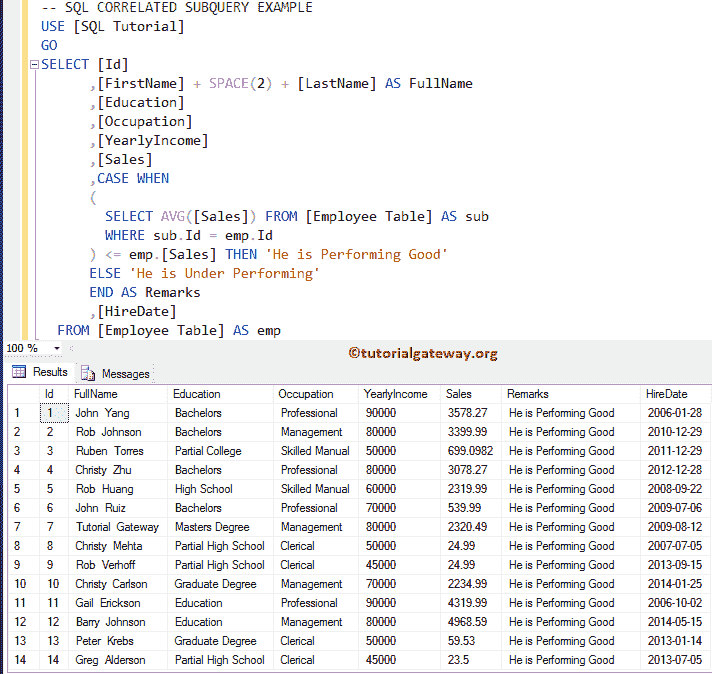 -- SQL CORRELATED SUBQUERY EXAMPLE
USE [SQL Tutorial]
GO
SELECT [Id]
,[FirstName] + SPACE(2) + [LastName] AS FullName
,[Education]
,[Occupation]
,[YearlyIncome]
,[Sales]
,CASE WHEN
(
SELECT AVG([Sales]) FROM [Employee Table] AS sub
WHERE sub.Id = emp.Id
) <= emp.[Sales] THEN 'He is Performing Good'
ELSE 'He is Under Performing'
END AS Remarks
,[HireDate]
FROM [Employee Table] AS emp
100 %
©tutorialgateway.org
Results Messages
Id FullName Education Occupation YearlyIncome Sales Remarks HireDate
1 1 John Yang Bachelors Professional 90000 3578.27 He is Performing Good 2006-01-28
2 2 Rob Johnson Bachelors Management 80000 3399.99 He is Performing Good 2010-12-29
3 3 Ruben Torres Partial College Skilled Manual 50000 699.0982 He is Performing Good 2011-12-29
4 4 Christy Zhu Bachelors Professional 80000 3078.27 He is Performing Good 2012-12-28
5 5 Rob Huang High School Skilled Manual 60000 2319.99 He is Performing Good 2008-09-22
6 6 John Ruiz Bachelors Professional 70000 539.99 He is Performing Good 2009-07-06
7 7 Tutorial Gateway Masters Degree Management 80000 2320.49 He is Performing Good 2009-08-12
8 8 Christy Mehta Partial High School Clerical 50000 24.99 He is Performing Good 2007-07-05
9 9 Rob Verhoff Partial High School Clerical 45000 24.99 He is Performing Good 2013-09-15
10 10 Christy Carlson Graduate Degree Management 70000 2234.99 He is Performing Good 2014-01-25
11 11 Gail Erickson Education Professional 90000 4319.99 He is Performing Good 2006-10-02
12 12 Barry Johnson Education Management 80000 4968.59 He is Performing Good 2014-05-15
13 13 Peter Krebs Graduate Degree Clerical 50000 59.53 He is Performing Good 2013-01-14
14 14 Greg Alderson Partial High School Clerical 45000 23.5 He is Performing Good 2013-07-05